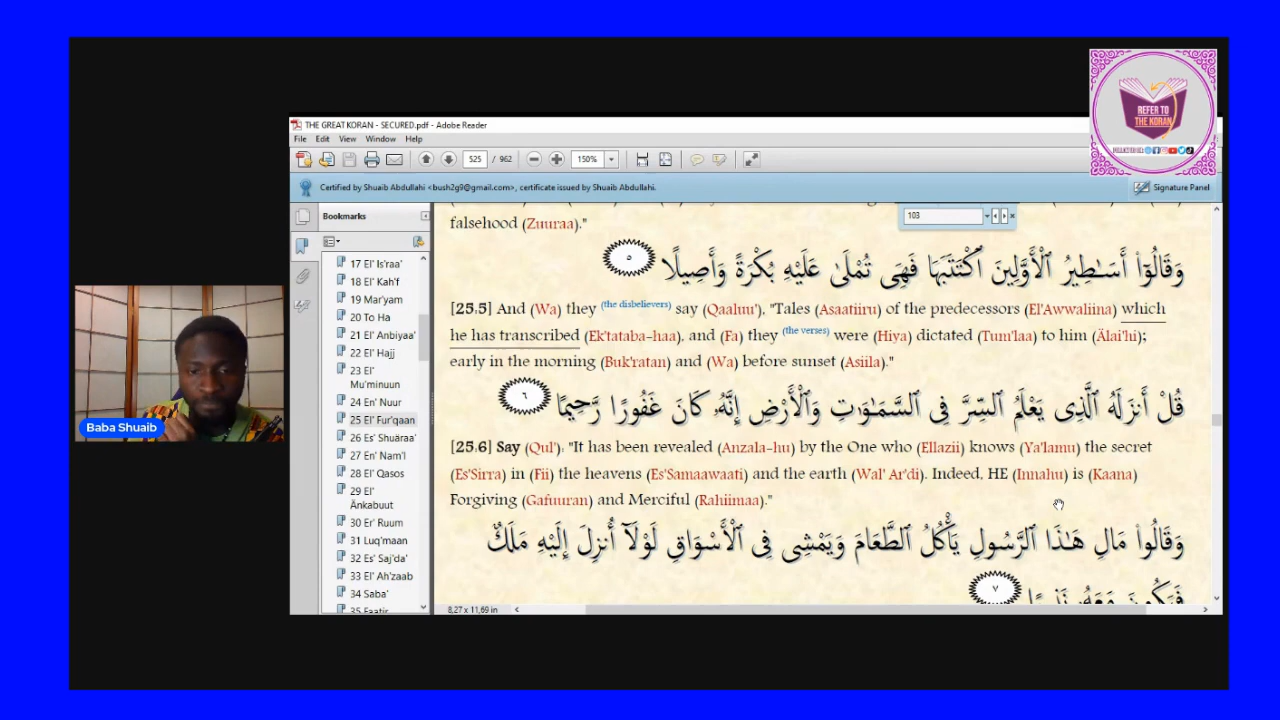 REFER TO
THE KORAN
THE GREAT KORAN - SECURED.pdf - Adobe Reader
File Edit View Window Help
525 / 962 150%
Certified by Shuaib Abdullahi <bush2g9@gmail.com>, certificate issued by Shuaib Abdullahi.
Signature Panel
Bookmarks
103
17 El' Is'raa'
18 El' Kah'f
19 Mar'yam
20 To Ha
21 El' Anbiyaa'
22 El' Hajj
23 El'
Mu'minuun
24 En' Nuur
25 El' Fur'qaan
26 Es' Shuäraa'
27 En' Nam'l
28 El' Qasos
29 El'
Änkabuut
30 Er' Ruum
31 Luq'maan
32 Es' Saj'da'
33 El' Ah'zaab
34 Saba'
35 Faatir
falsehood (Zuuraa)."
وَقَالُوٓا۟ أَسَـٰطِيرُ ٱلْأَوَّلِينَ ٱكْتَتَبَهَا فَهِىَ تُمْلَىٰ عَلَيْهِ بُكْرَةً وَأَصِيلًا ٥
[25.5] And (Wa) they (the disbelievers) say (Qaaluu'), "Tales (Asaatiiru) of the predecessors (El'Awwaliina) which
he has transcribed (Ek'tataba-haa), and (Fa) they (the verses) were (Hiya) dictated (Tum'laa) to him (Älai'hi);
early in the morning (Buk'ratan) and (Wa) before sunset (Asiila)."
قُلْ أَنزَلَهُ ٱلَّذِى يَعْلَمُ ٱلسِّرَّ فِى ٱلسَّمَـٰوَٰتِ وَٱلْأَرْضِ إِنَّهُۥ كَانَ غَفُورًا رَّحِيمًا ٦
[25.6] Say (Qul'), "It has been revealed (Anzala-hu) by the One who (Ellazii) knows (Ya'lamu) the secret
(Es'Sirra) in (Fii) the heavens (Es'Samaawaati) and the earth (Wal' Ar'di). Indeed, HE (Innahu) is (Kaana)
Forgiving (Gafuuran) and Merciful (Rahiimaa)."
وَقَالُوا۟ مَالِ هَـٰذَا ٱلرَّسُولِ يَأْكُلُ ٱلطَّعَامَ وَيَمْشِى فِى ٱلْأَسْوَاقِ لَوْلَآ أُنزِلَ إِلَيْهِ مَلَكٌ
فَيَكُونَ مَعَهُۥ نَذِيرًا ٧
8,27 x 11,69 in
Baba Shuaib